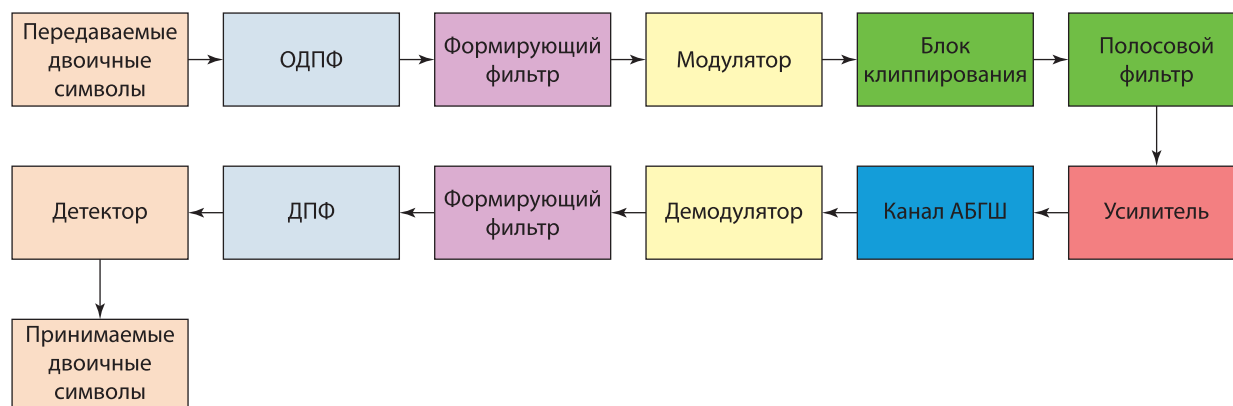 Передаваемые
двоичные
символы
ОДПФ
Формирующий
фильтр
Модулятор
Блок
клиппирования
Полосовой
фильтр
Детектор
ДПФ
Формирующий
фильтр
Демодулятор
Канал АБГШ
Усилитель
Принимаемые
двоичные
символы